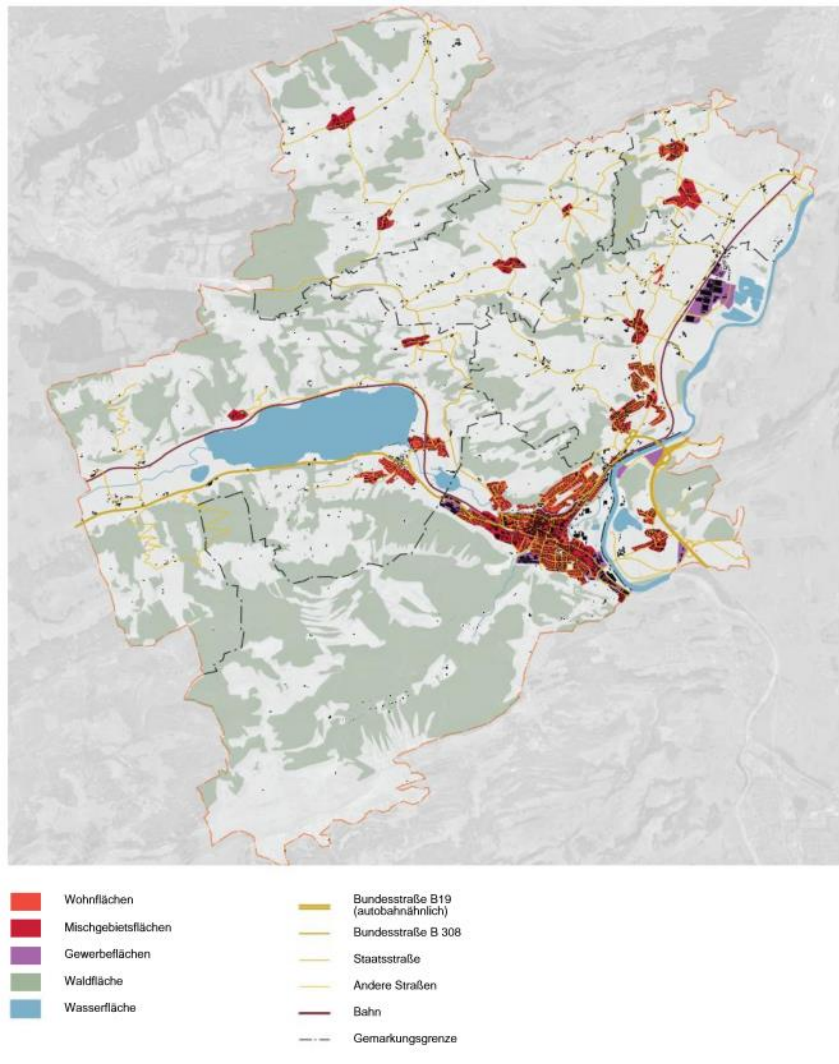 Wohnflächen
Mischgebietsflächen
Gewerbeflächen
Waldfläche
Wasserfläche
Bundesstraße B19
(autobahnähnlich)
Bundesstraße B 308
Staatsstraße
Andere Straßen
Bahn
Gemarkungsgrenze